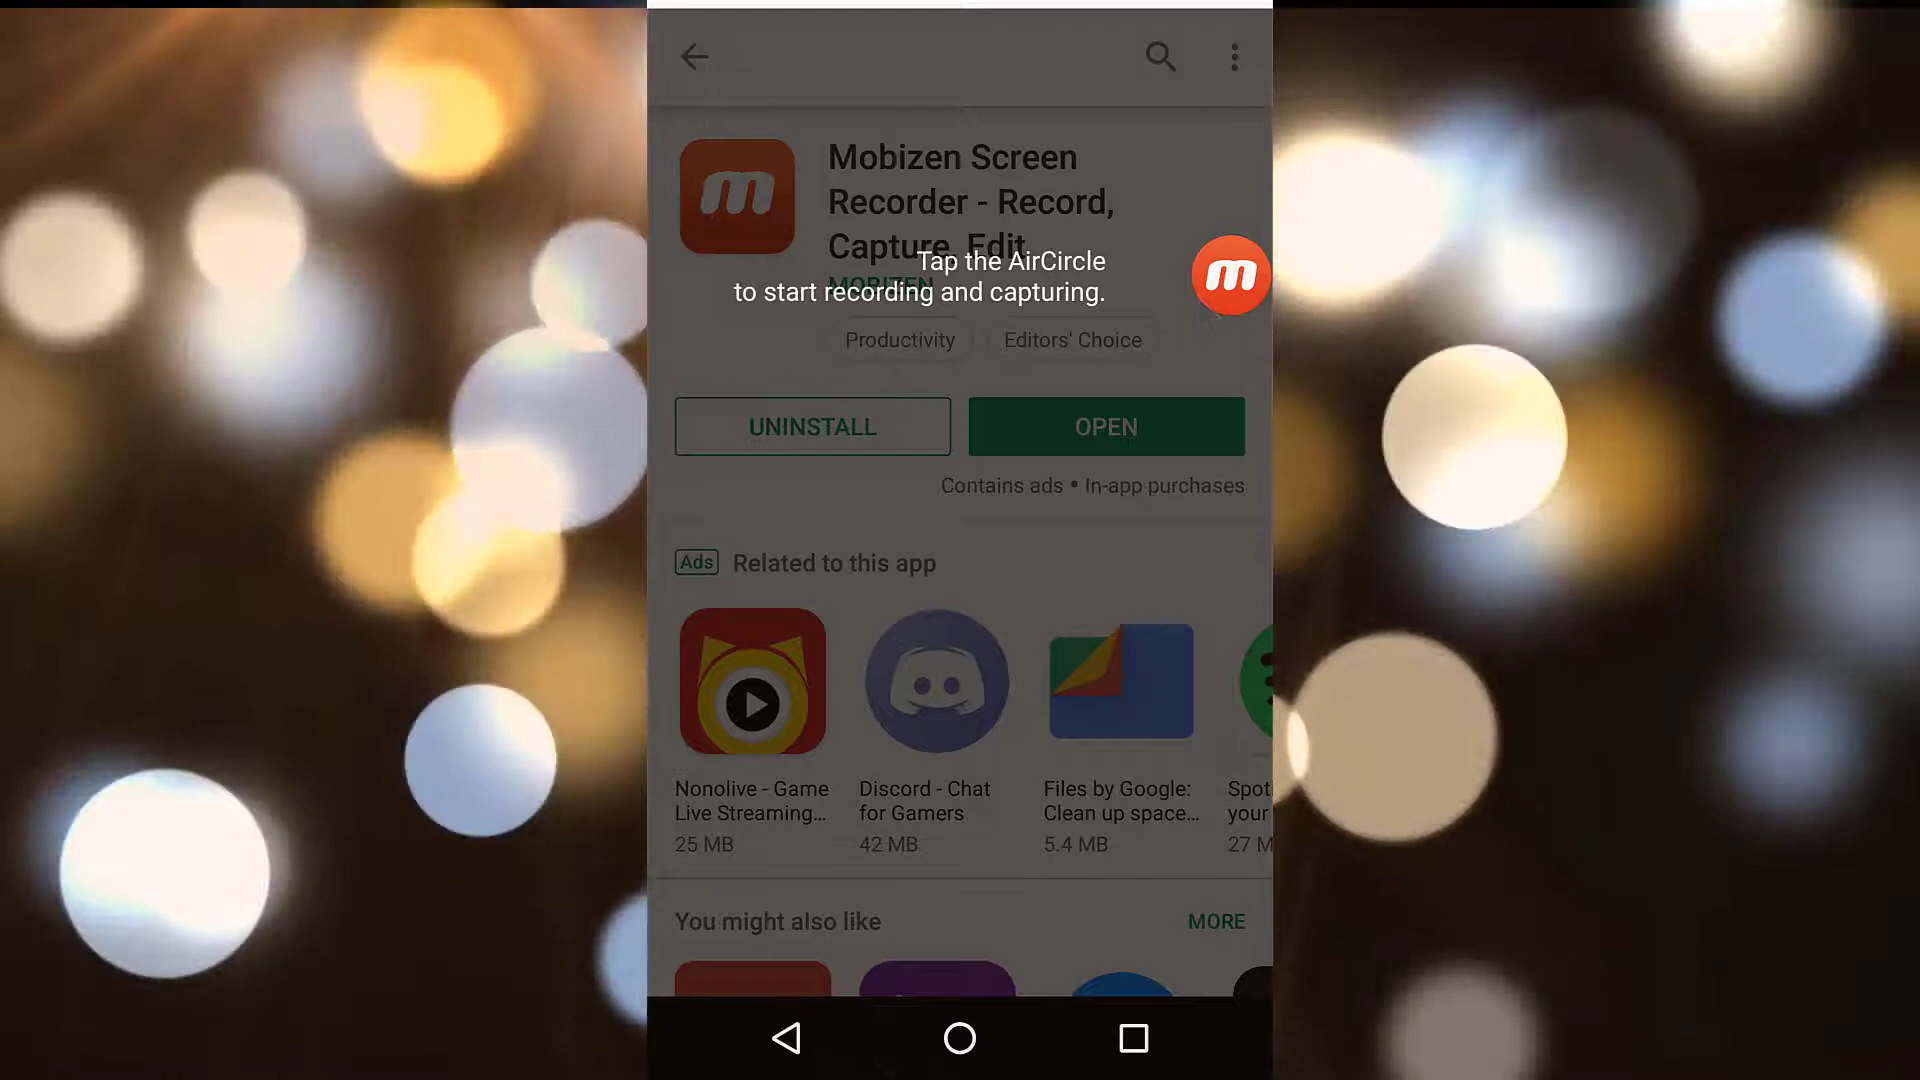 Mobizen Screen
Recorder - Record,
Capture, Edit
Tap the AirCircle
MOBIZEN
to start recording and capturing.
m
m
Productivity
Editors' Choice
UNINSTALL
OPEN
Contains ads • In-app purchases
Ads
Related to this app
Nonolive - Game
Live Streaming...
25 MB
Discord - Chat
for Gamers
42 MB
Files by Google:
Clean up space...
5.4 MB
Spot
your
27 M
You might also like
MORE